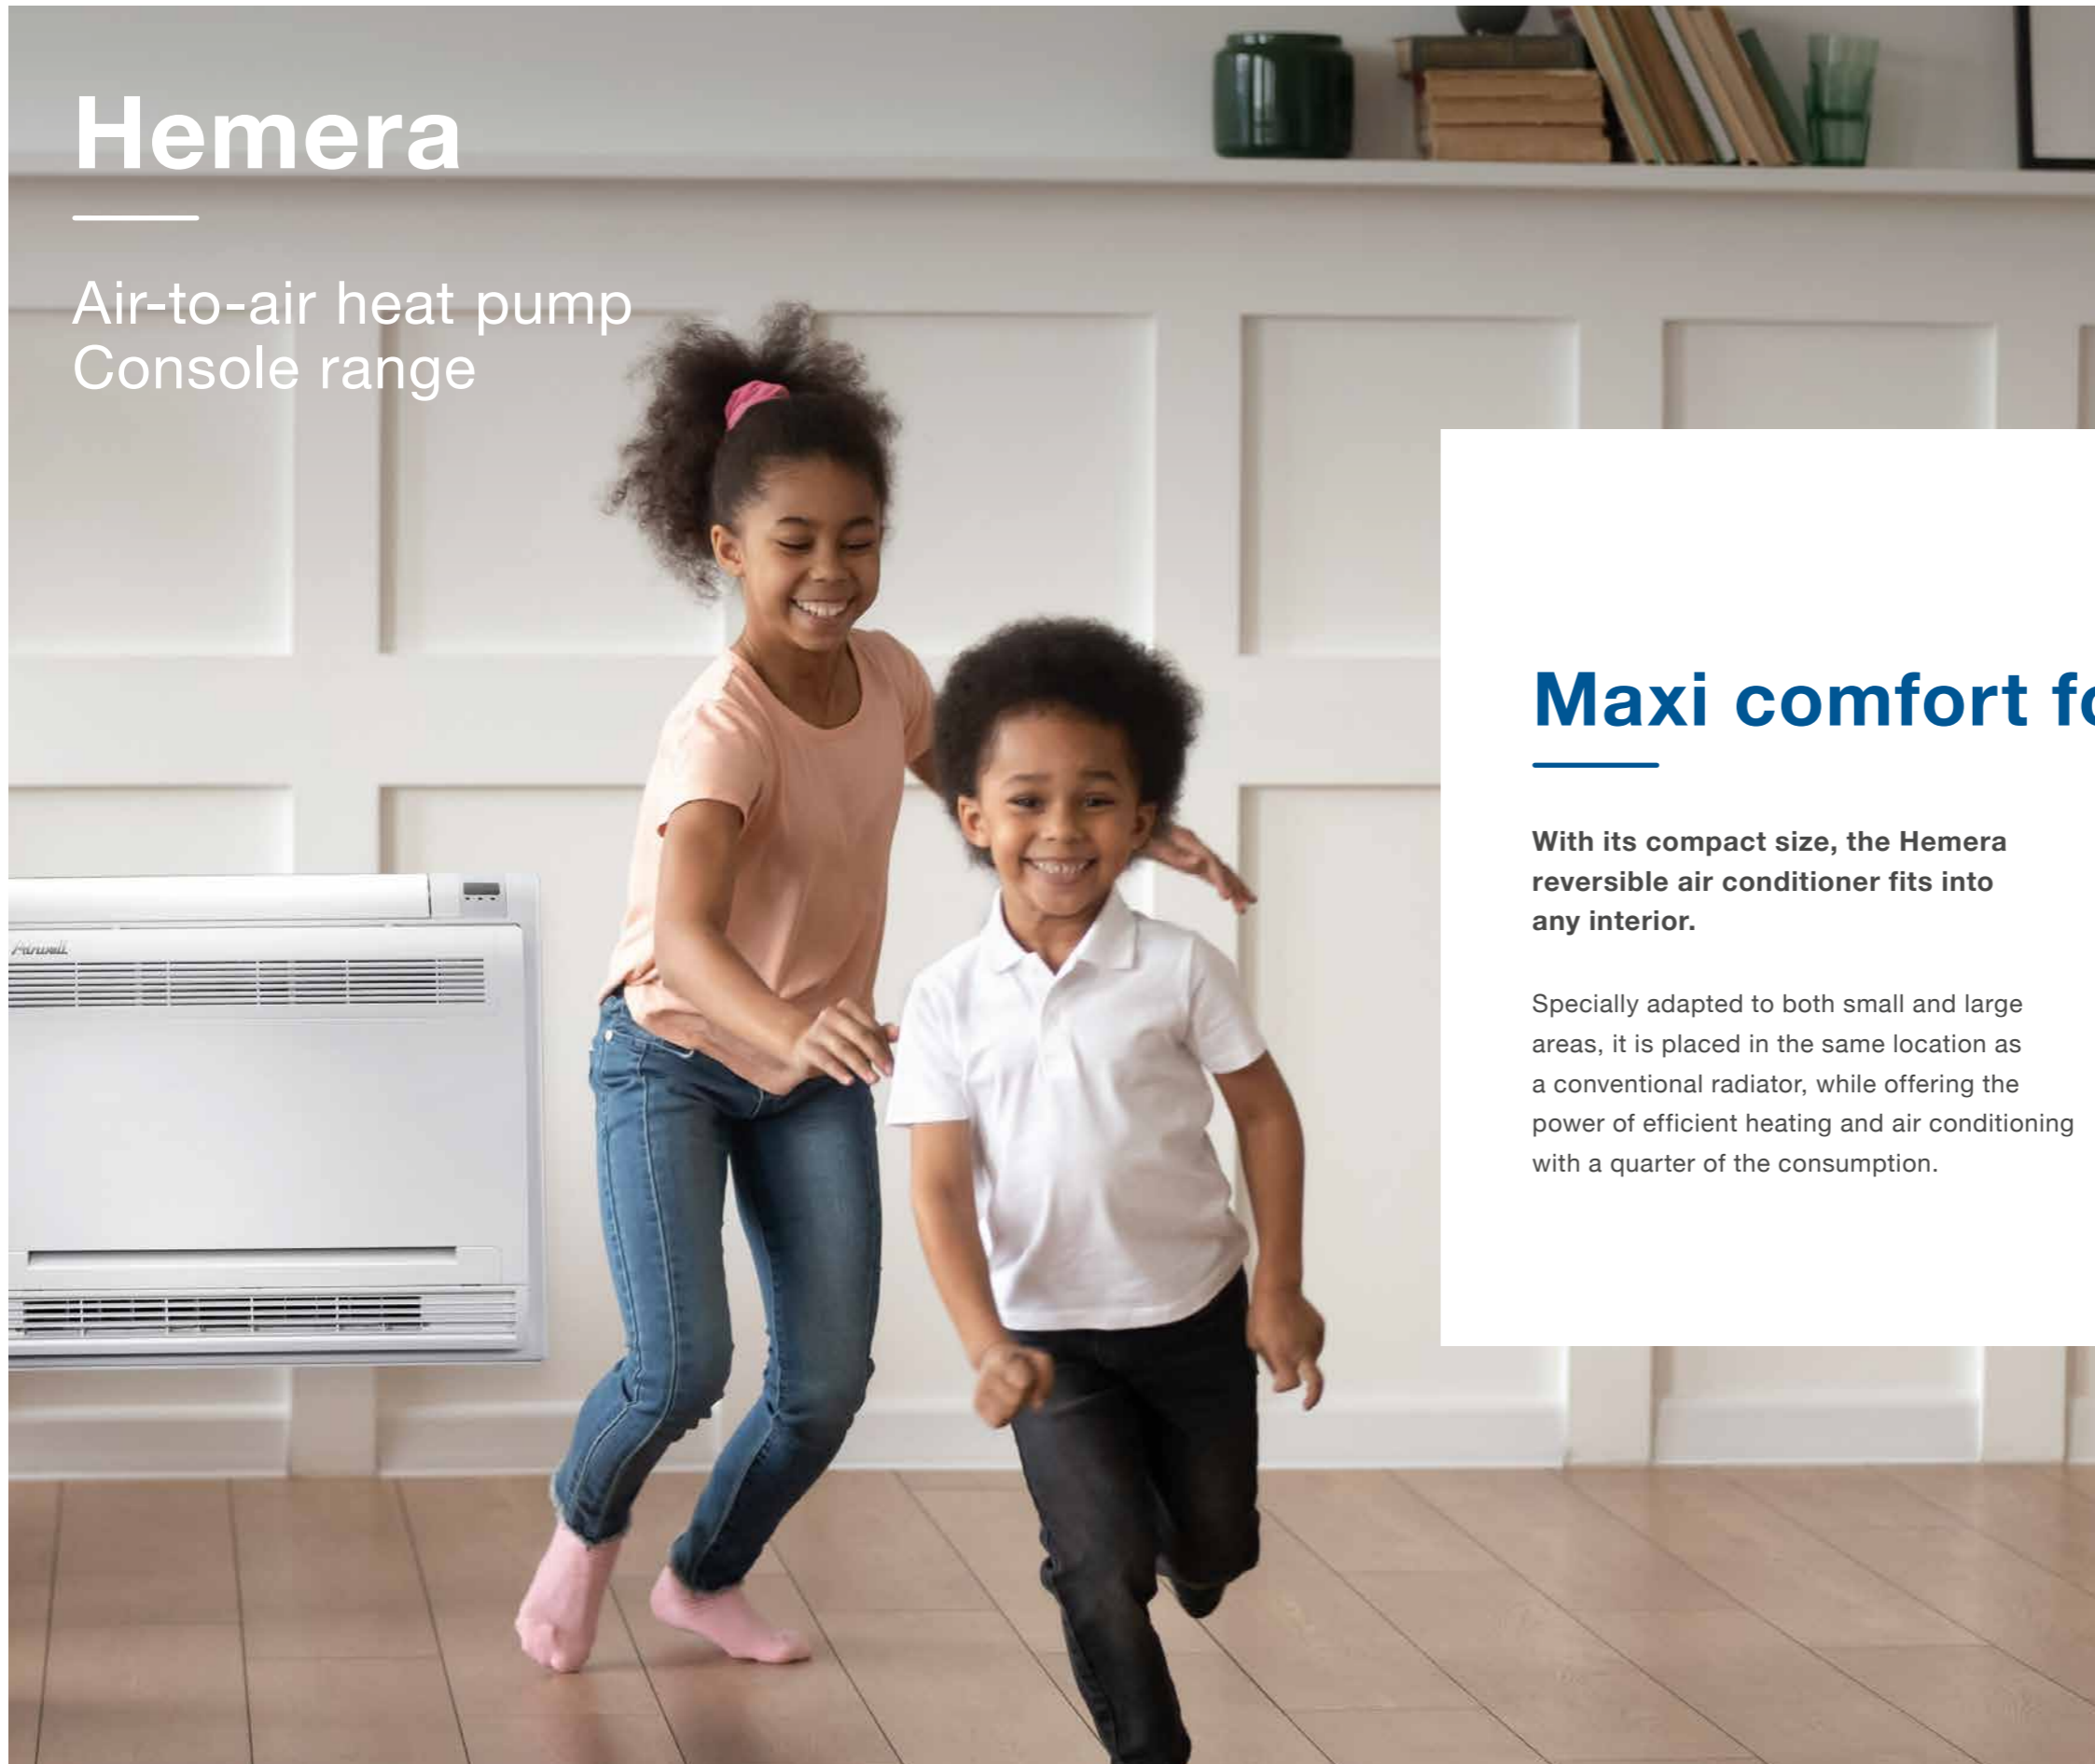 Hemera
Air-to-air heat pump
Console range
Airwell
Maxi comfort fo
With its compact size, the Hemera
reversible air conditioner fits into
any interior.
Specially adapted to both small and large
areas, it is placed in the same location as
a conventional radiator, while offering the
power of efficient heating and air conditioning
with a quarter of the consumption.